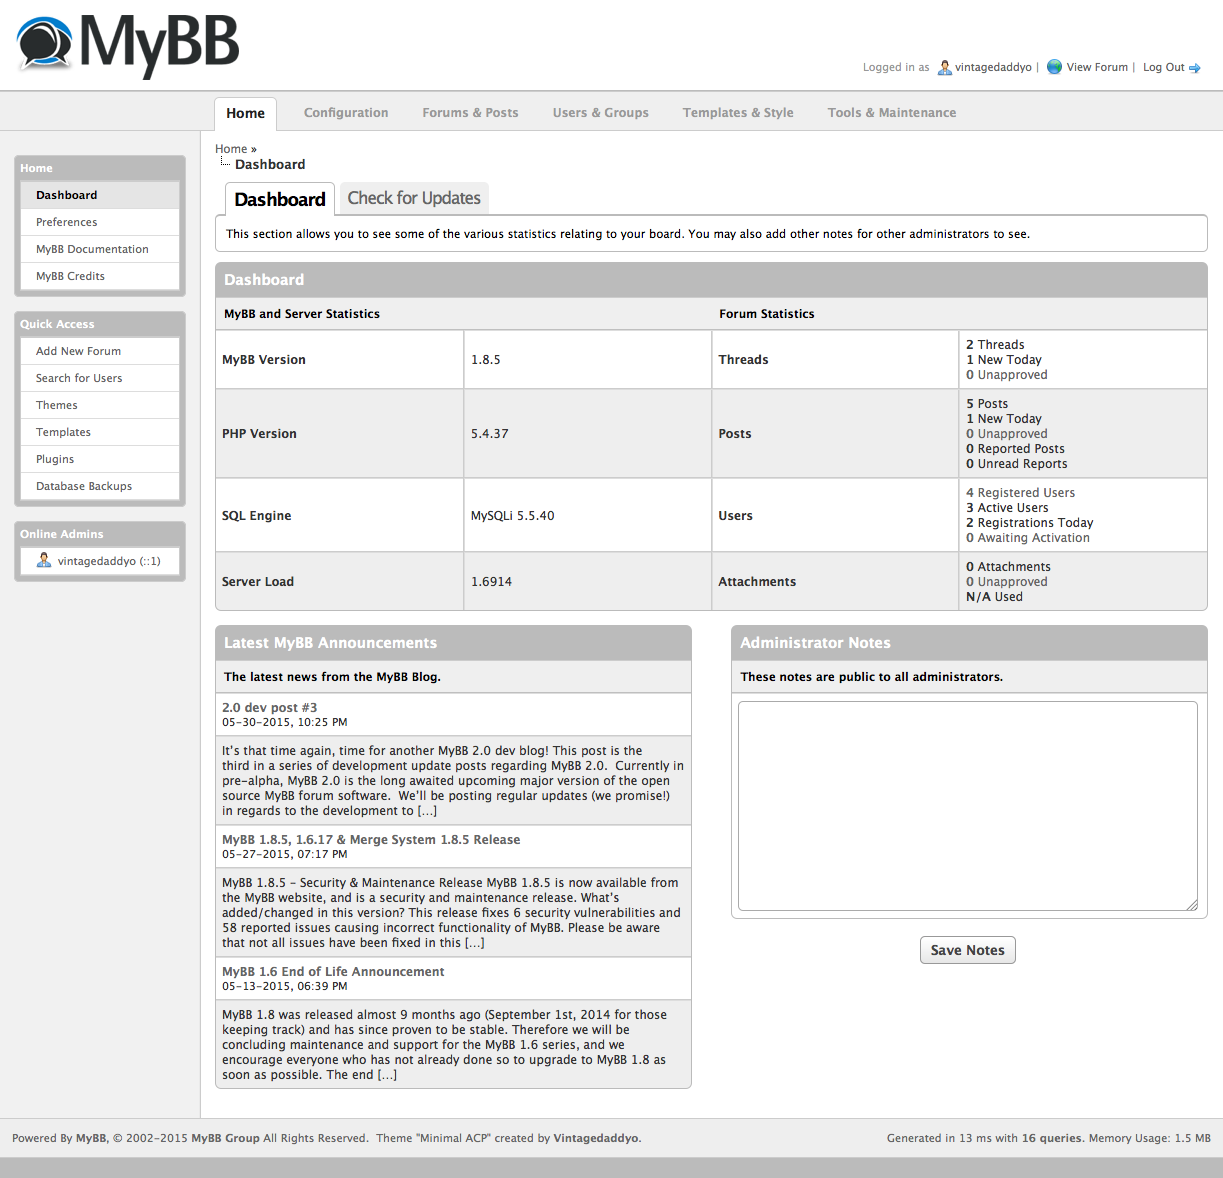 MyBB
Logged in as vintagedaddyo | View Forum | Log Out
Home Configuration Forums & Posts Users & Groups Templates & Style Tools & Maintenance
Home
Dashboard
Preferences
MyBB Documentation
MyBB Credits
Quick Access
Add New Forum
Search for Users
Themes
Templates
Plugins
Database Backups
Online Admins
vintagedaddyo (::1)
Home »
Dashboard
Dashboard Check for Updates
This section allows you to see some of the various statistics relating to your board. You may also add other notes for other administrators to see.
Dashboard
MyBB and Server Statistics Forum Statistics
MyBB Version 1.8.5 Threads
2 Threads
1 New Today
0 Unapproved
PHP Version 5.4.37 Posts
5 Posts
1 New Today
0 Unapproved
0 Reported Posts
0 Unread Reports
SQL Engine MySQLi 5.5.40 Users
4 Registered Users
3 Active Users
2 Registrations Today
0 Awaiting Activation
Server Load 1.6914 Attachments
0 Attachments
0 Unapproved
N/A Used
Latest MyBB Announcements
The latest news from the MyBB Blog.
2.0 dev post #3
05-30-2015, 10:25 PM
It's that time again, time for another MyBB 2.0 dev blog! This post is the
third in a series of development update posts regarding MyBB 2.0.  Currently in
pre-alpha, MyBB 2.0 is the long awaited upcoming major version of the open
source MyBB forum software.  We'll be posting regular updates (we promise!)
in regards to the development to [...]
MyBB 1.8.5, 1.6.17 & Merge System 1.8.5 Release
05-27-2015, 07:17 PM
MyBB 1.8.5 – Security & Maintenance Release MyBB 1.8.5 is now available from
the MyBB website, and is a security and maintenance release. What's
added/changed in this version? This release fixes 6 security vulnerabilities and
58 reported issues causing incorrect functionality of MyBB. Please be aware
that not all issues have been fixed in this [...]
MyBB 1.6 End of Life Announcement
05-13-2015, 06:39 PM
MyBB 1.8 was released almost 9 months ago (September 1st, 2014 for those
keeping track) and has since proven to be stable. Therefore we will be
concluding maintenance and support for the MyBB 1.6 series, and we
encourage everyone who has not already done so to upgrade to MyBB 1.8 as
soon as possible. The end [...]
Administrator Notes
These notes are public to all administrators.
Save Notes
Powered By MyBB, © 2002-2015 MyBB Group All Rights Reserved.  Theme "Minimal ACP" created by Vintagedaddyo.
Generated in 13 ms with 16 queries. Memory Usage: 1.5 MB